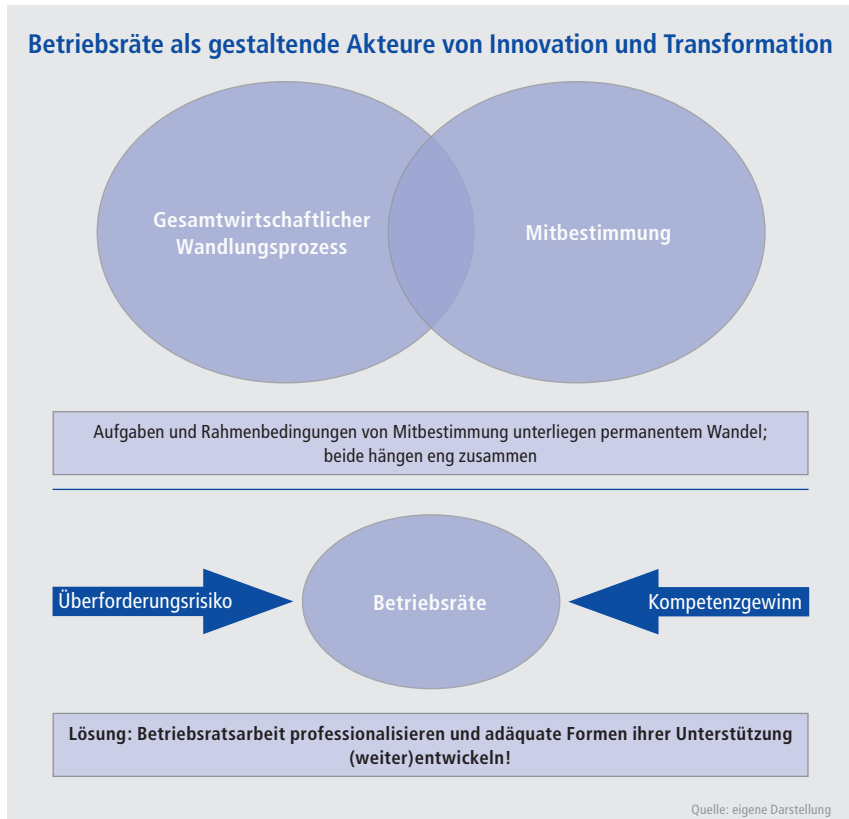 Betriebsräte als gestaltende Akteure von Innovation und Transformation
Gesamtwirtschaftlicher
Wandlungsprozess
Mitbestimmung
Aufgaben und Rahmenbedingungen von Mitbestimmung unterliegen permanentem Wandel;
beide hängen eng zusammen
Überforderungsrisiko
Betriebsräte
Kompetenzgewinn
Lösung: Betriebsratsarbeit professionalisieren und adäquate Formen ihrer Unterstützung
(weiter)entwickeln!
Quelle: eigene Darstellung